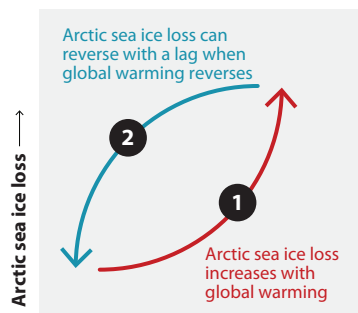 Arctic sea ice loss can
reverse with a lag when
global warming reverses
2
1
Arctic sea ice loss
increases with
global warming
Arctic sea ice loss